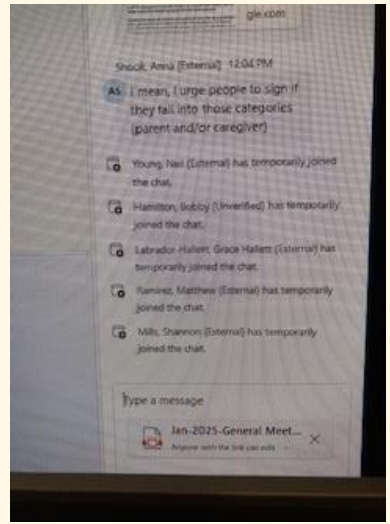 gle.com
Shocik, Anna (External) 12:04 PM
AS I mean, I urge people to sign if
they fall into those categories
(parent and/or caregiver)
Young, Neil (External) has temporarily joined
the chat.
Hamilton, Bobby (Unverified) has temporarily
joined the chat.
Labrador-Hallett, Grace Hallett (External) has
temporarily joined the chat.
Ramirez, Matthew (External) has temporarily
joined the chat.
Mills, Shannon (External) has temporarily
joined the chat.
Type a message
Jan-2025-General Meet...
Anyone with the link can edit